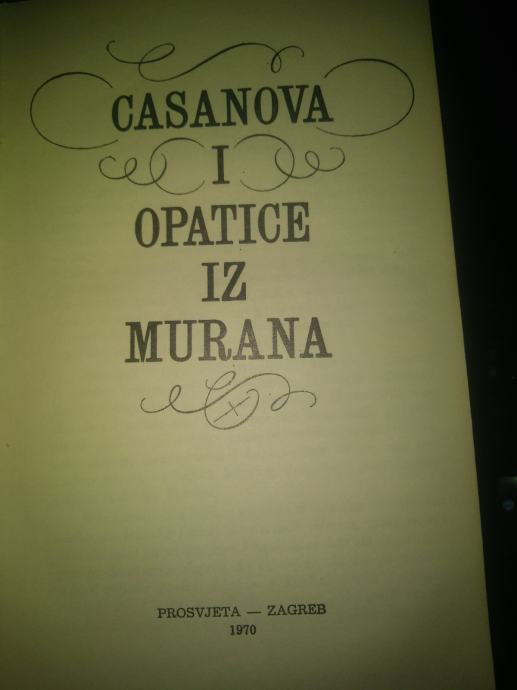 CASANOVA
I
OPATICE
IZ
MURANA
PROSVJETA — ZAGREB
1970